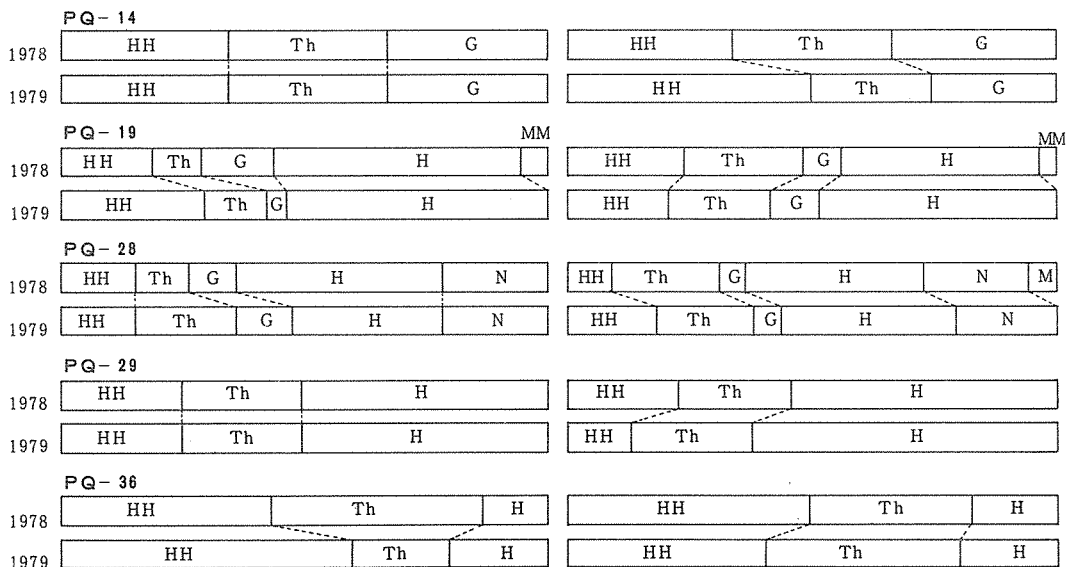 PQ-14
1978 HH Th G HH Th G
1979 HH Th G HH Th G
PQ-19
MM MM
1978 HH Th G H HH Th G H
1979 HH Th G H HH Th G H
PQ-28
1978 HH Th G H N HH Th G H N M
1979 HH Th G H N HH Th G H N
PQ-29
1978 HH Th H HH Th H
1979 HH Th H HH Th H
PQ-36
1978 HH Th H HH Th H
1979 HH Th H HH Th H